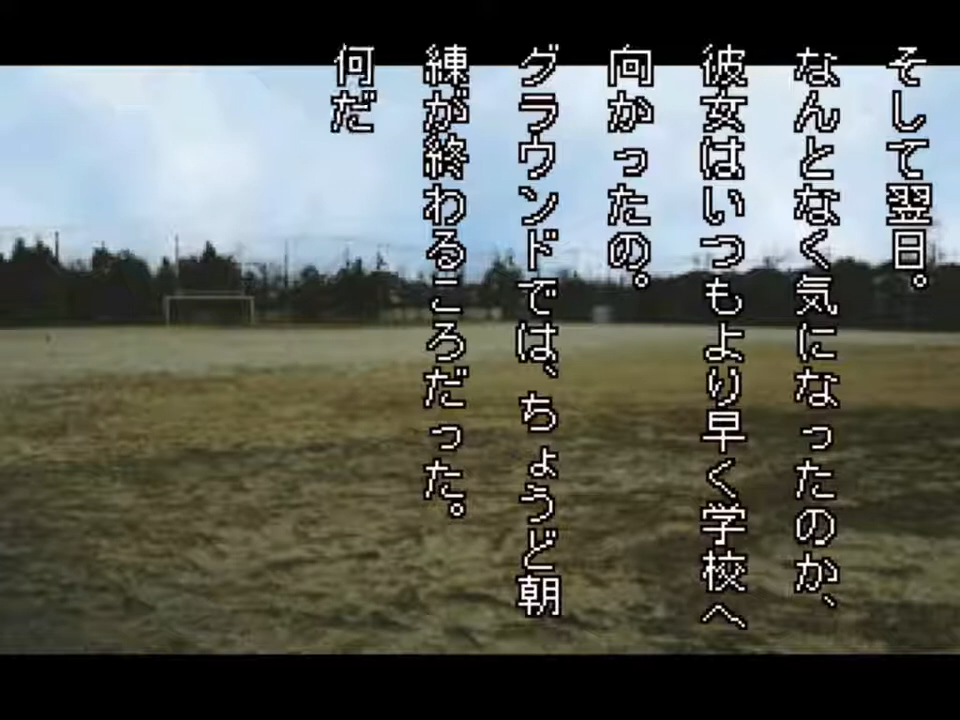 そして翌日。
なんとなく気になったのか、
彼女はいつもより早く学校へ
向かったの。
グラウンドでは、ちょうど朝
練が終わるころだった。
何だ